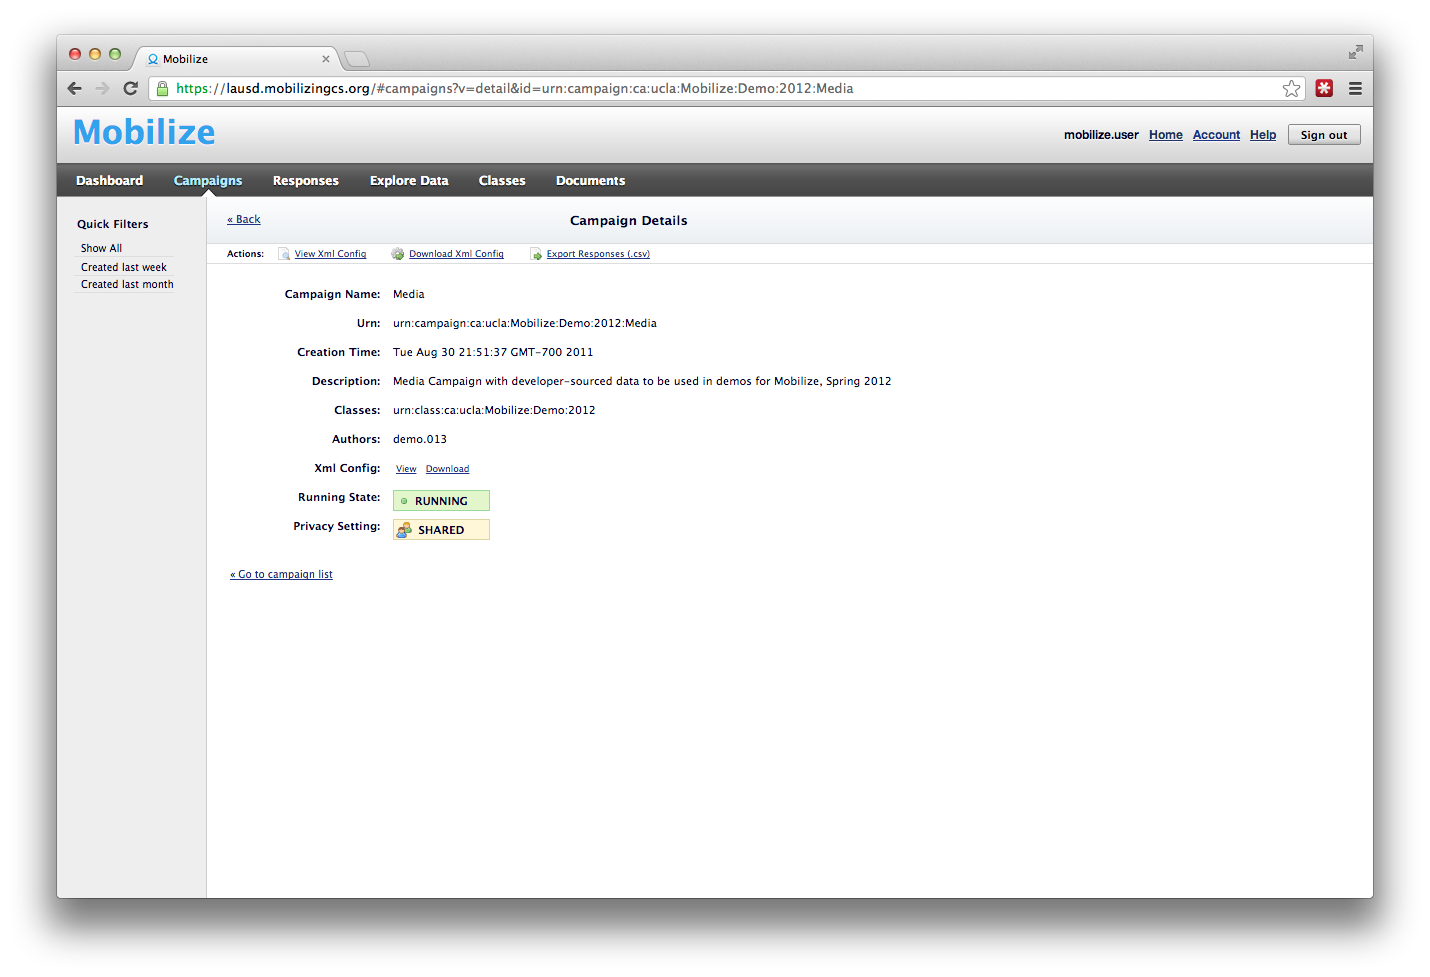 Mobilize
https://lausd.mobilizingcs.org/#campaigns?v=detail&id=urn:campaign:ca:ucla:Mobilize:Demo:2012:Media
Mobilize
mobilize.user Home Account Help Sign out
Dashboard Campaigns Responses Explore Data Classes Documents
Quick Filters
Show All
Created last week
Created last month
« Back
Campaign Details
Actions: View Xml Config Download Xml Config Export Responses (.csv)
Campaign Name: Media
Urn: urn:campaign:ca:ucla:Mobilize:Demo:2012:Media
Creation Time: Tue Aug 30 21:51:37 GMT-700 2011
Description: Media Campaign with developer-sourced data to be used in demos for Mobilize, Spring 2012
Classes: urn:class:ca:ucla:Mobilize:Demo:2012
Authors: demo.013
Xml Config: View Download
Running State: RUNNING
Privacy Setting: SHARED
« Go to campaign list